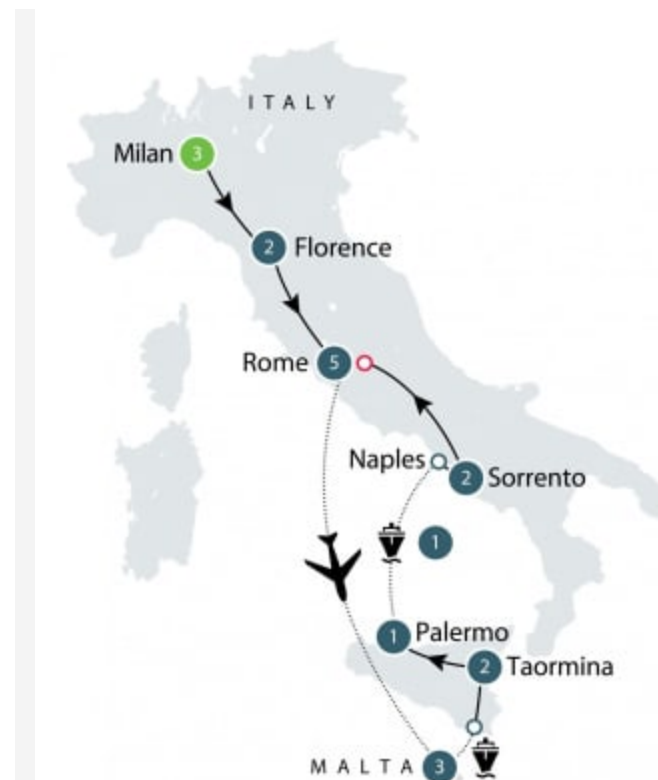 ITALY
Milan 3
2 Florence
Rome 5
Naples
2 Sorrento
1
1 Palermo
2 Taormina
MALTA 3